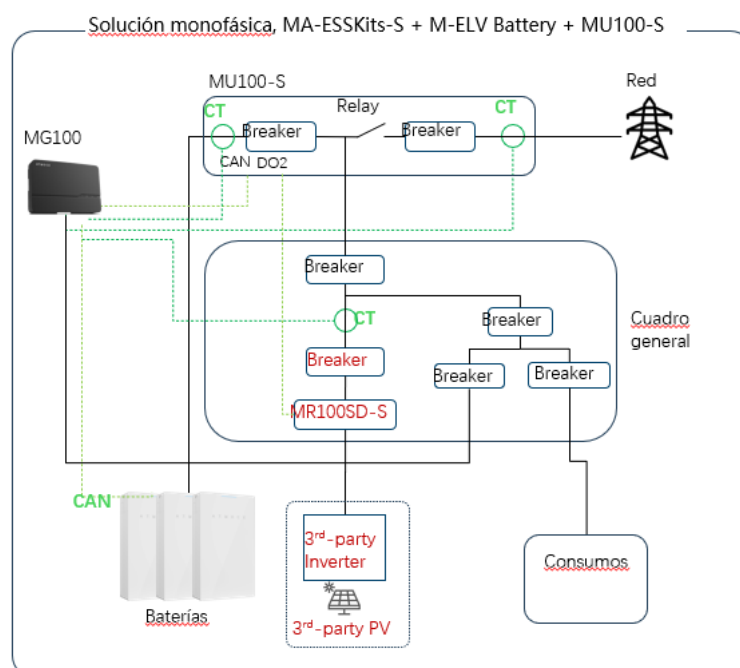 Solución monofásica, MA-ESSKits-S + M-ELV Battery + MU100-S
MU100-S
Red
CT
Relay
CT
Breaker
Breaker
MG100
CAN DO2
Breaker
Cuadro
general
Breaker
CT
Breaker
Breaker
Breaker
MR100SD-S
CAN
3rd-party
Inverter
Consumos
Baterías
3rd-party PV